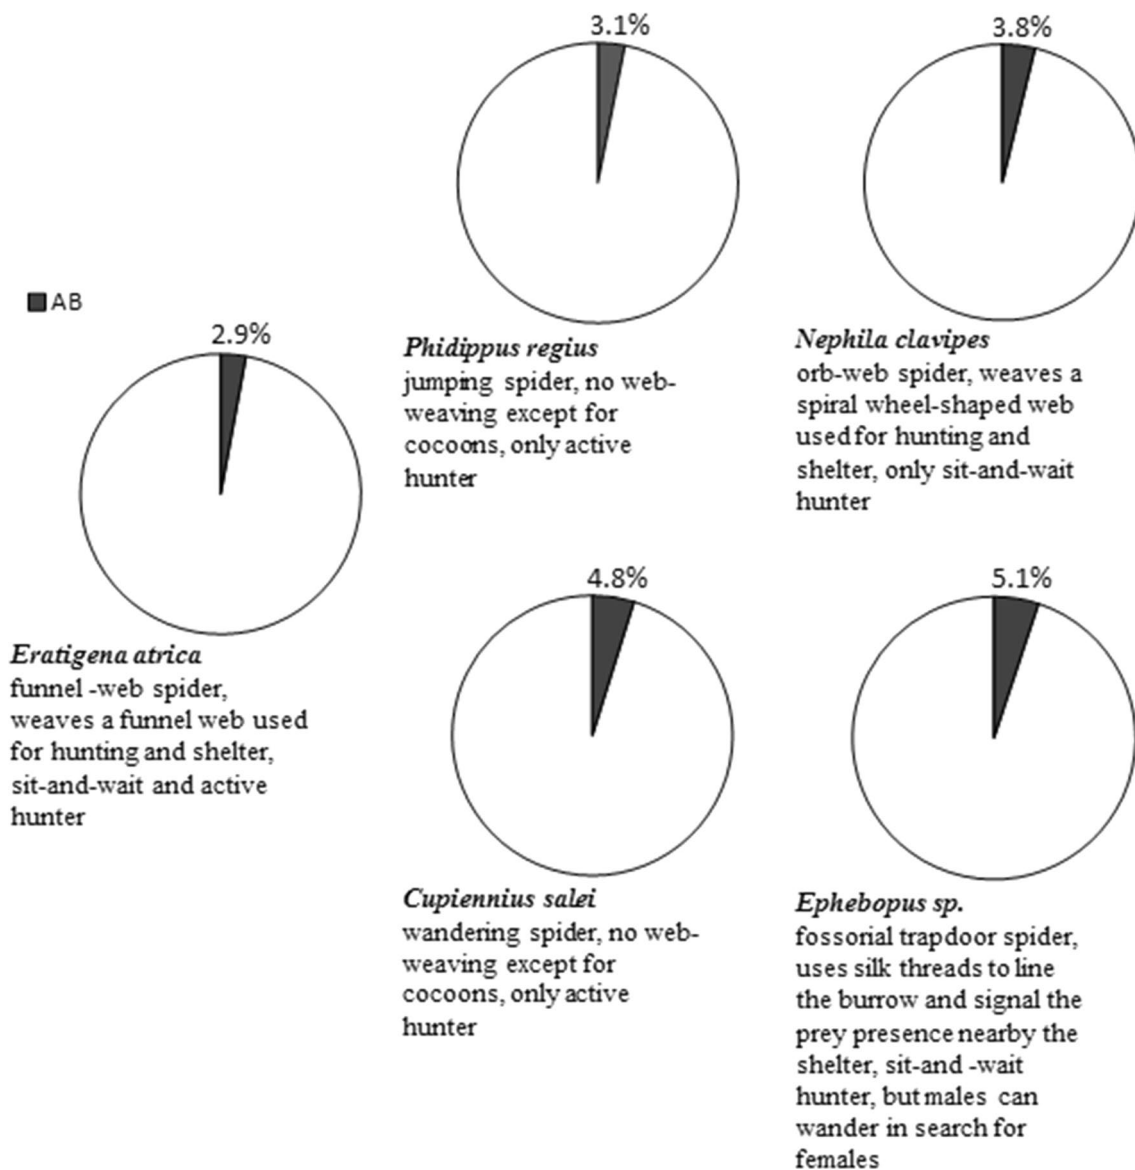 AB
2.9%
Eratigena atrica
funnel -web spider,
weaves a funnel web used
for hunting and shelter,
sit-and-wait and active
hunter
3.1%
Phidippus regius
jumping spider, no web-
weaving except for
cocoons, only active
hunter
3.8%
Nephila clavipes
orb-web spider, weaves a
spiral wheel-shaped web
used for hunting and
shelter, only sit-and-wait
hunter
4.8%
Cupiennius salei
wandering spider, no web-
weaving except for
cocoons, only active
hunter
5.1%
Ephebopus sp.
fossorial trapdoor spider,
uses silk threads to line
the burrow and signal the
prey presence nearby the
shelter, sit-and -wait
hunter, but males can
wander in search for
females